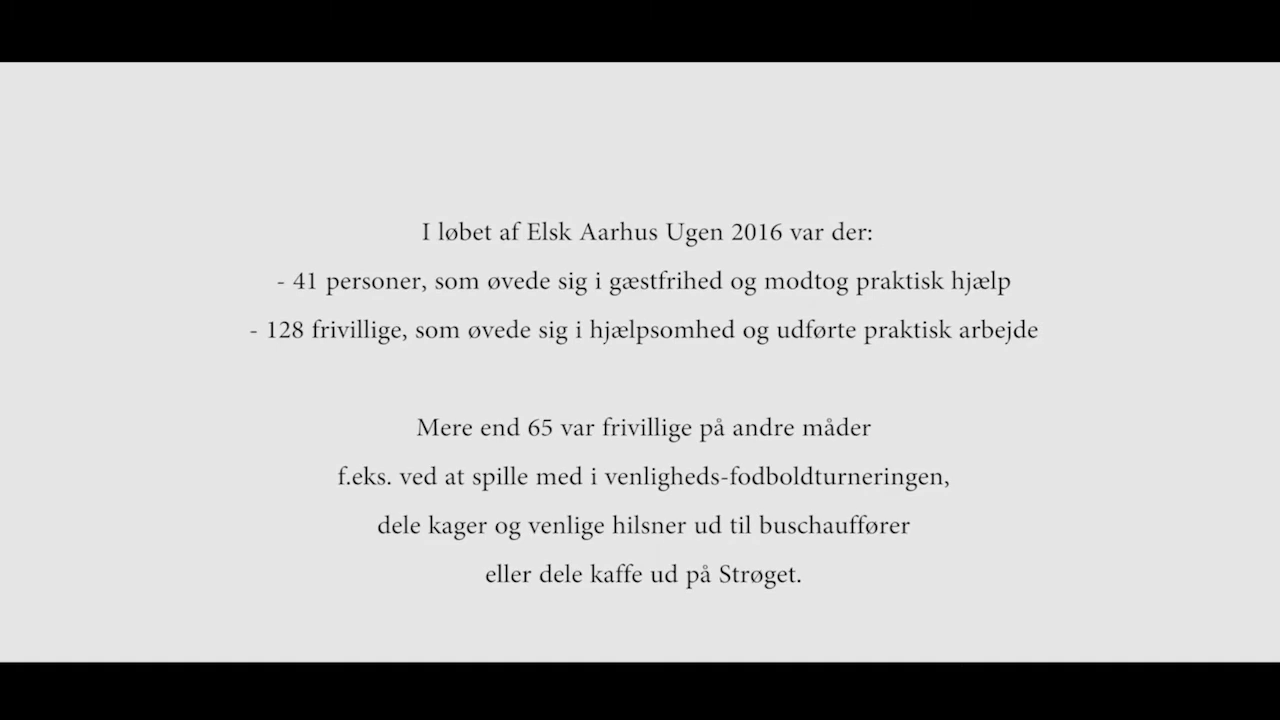 I løbet af Elsk Aarhus Ugen 2016 var der:
- 41 personer, som øvede sig i gæstfrihed og modtog praktisk hjælp
- 128 frivillige, som øvede sig i hjælpsomhed og udførte praktisk arbejde
Mere end 65 var frivillige på andre måder
f.eks. ved at spille med i venligheds-fodboldturneringen,
dele kager og venlige hilsner ud til buschauffører
eller dele kaffe ud på Strøget.